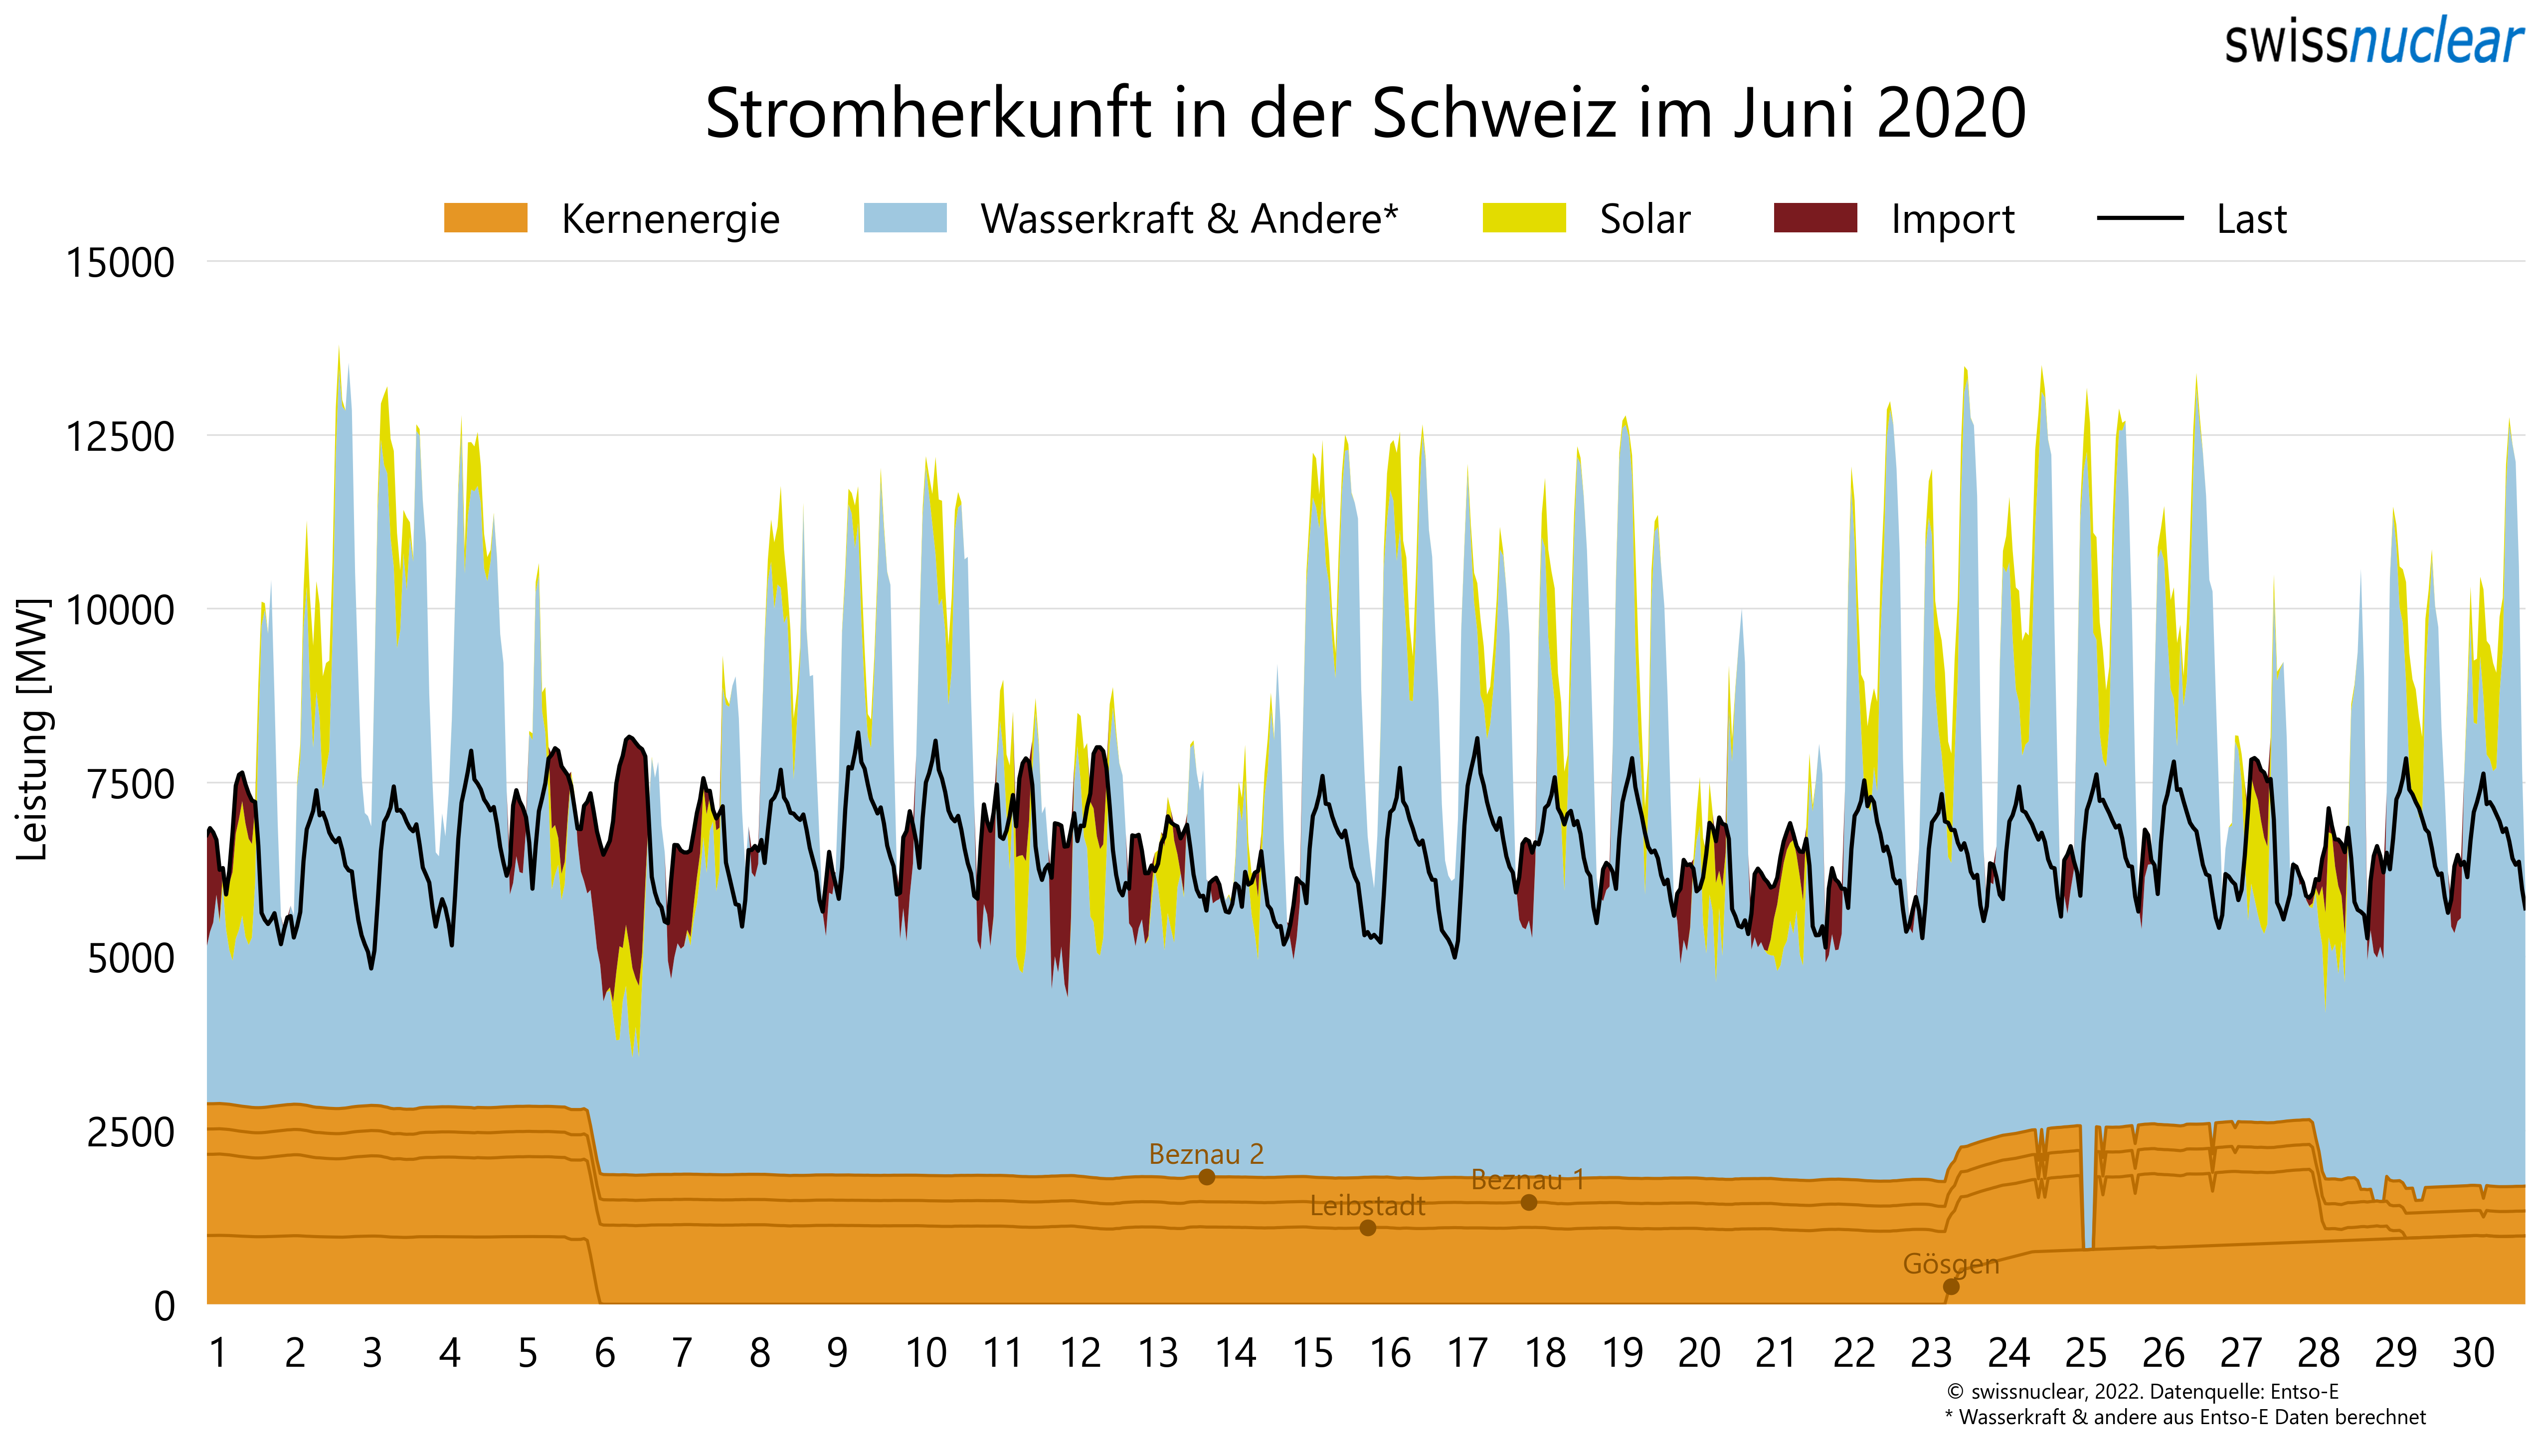 swissnuclear
Stromherkunft in der Schweiz im Juni 2020
Kernenergie Wasserkraft & Andere* Solar Import Last
Leistung [MW]
15000
12500
10000
7500
5000
2500
0
Beznau 2
Beznau 1
Leibstadt
Gösgen
1 2 3 4 5 6 7 8 9 10 11 12 13 14 15 16 17 18 19 20 21 22 23 24 25 26 27 28 29 30
© swissnuclear, 2022. Datenquelle: Entso-E
* Wasserkraft & andere aus Entso-E Daten berechnet